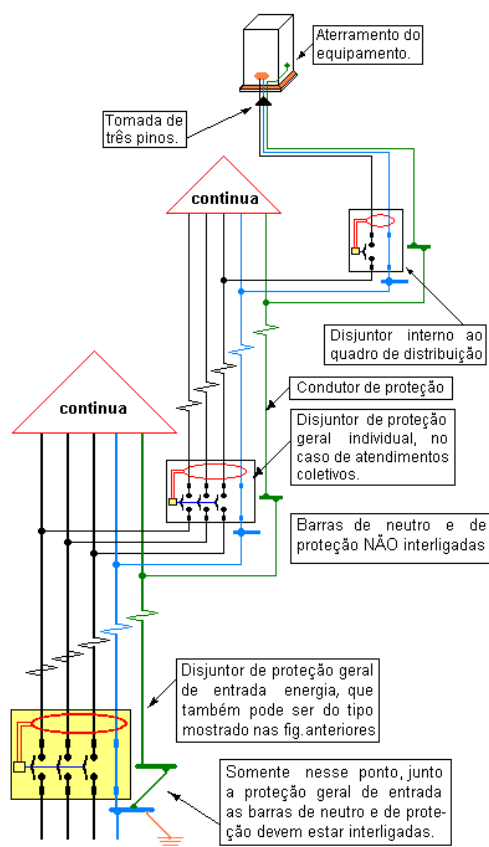 Aterramento do
equipamento.
Tomada de
três pinos.
continua
Disjuntor interno ao
quadro de distribuição
Condutor de proteção
continua
Disjuntor de proteção
geral individual, no
caso de atendimentos
coletivos.
Barras de neutro e de
proteção NÃO interligadas
Disjuntor de proteção geral
de entrada energia, que
também pode ser do tipo
mostrado nas fig.anteriores
Somente nesse ponto, junto
a proteção geral de entrada
as barras de neutro e de prote-
ção devem estar interligadas.